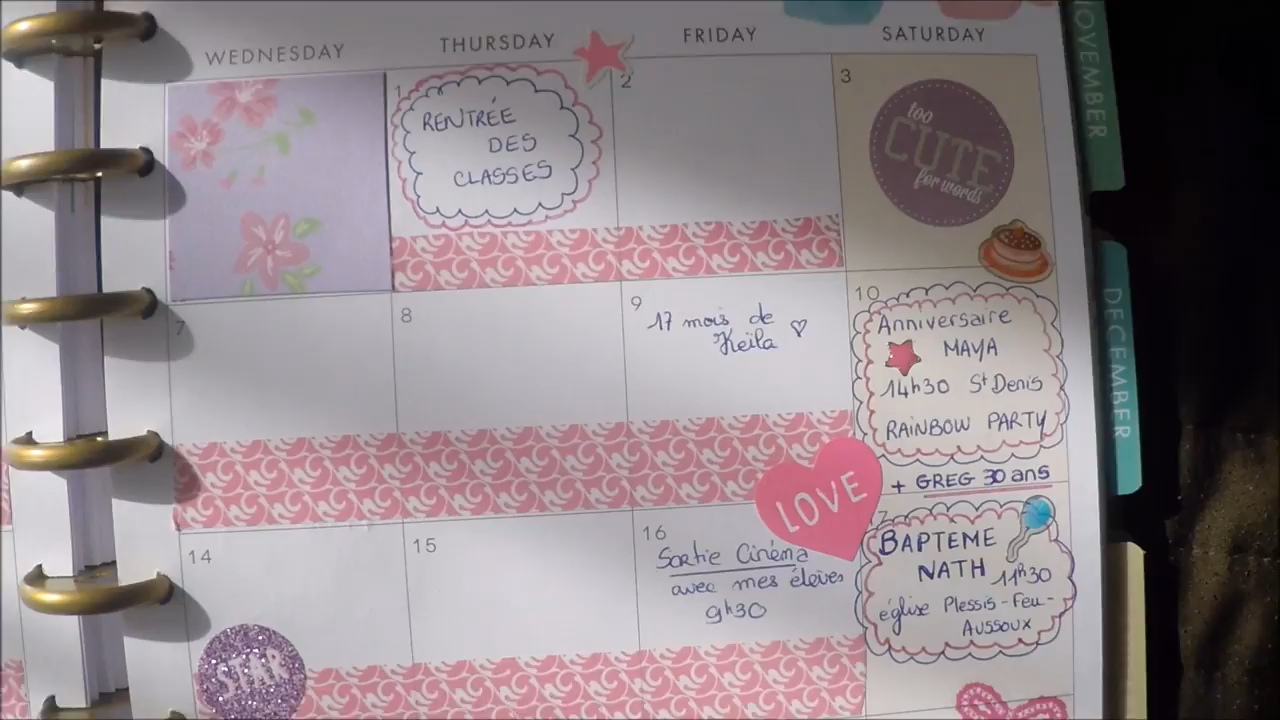 WEDNESDAY
THURSDAY
FRIDAY
SATURDAY
NOVEMBER
DECEMBER
1
RENTRÉE
DES
CLASSES
2
3
too
CUTE
for words
7
8
9
17 mois de
Keïla ♡
10
Anniversaire
MAYA
14h30 St Denis
RAINBOW PARTY
+ GREG 30 ans
LOVE
14
15
16
Sortie Cinéma
avec mes élèves
9h30
7
BAPTEME
NATH 11h30
église Plessis-Feu-
Aussoux
STAR